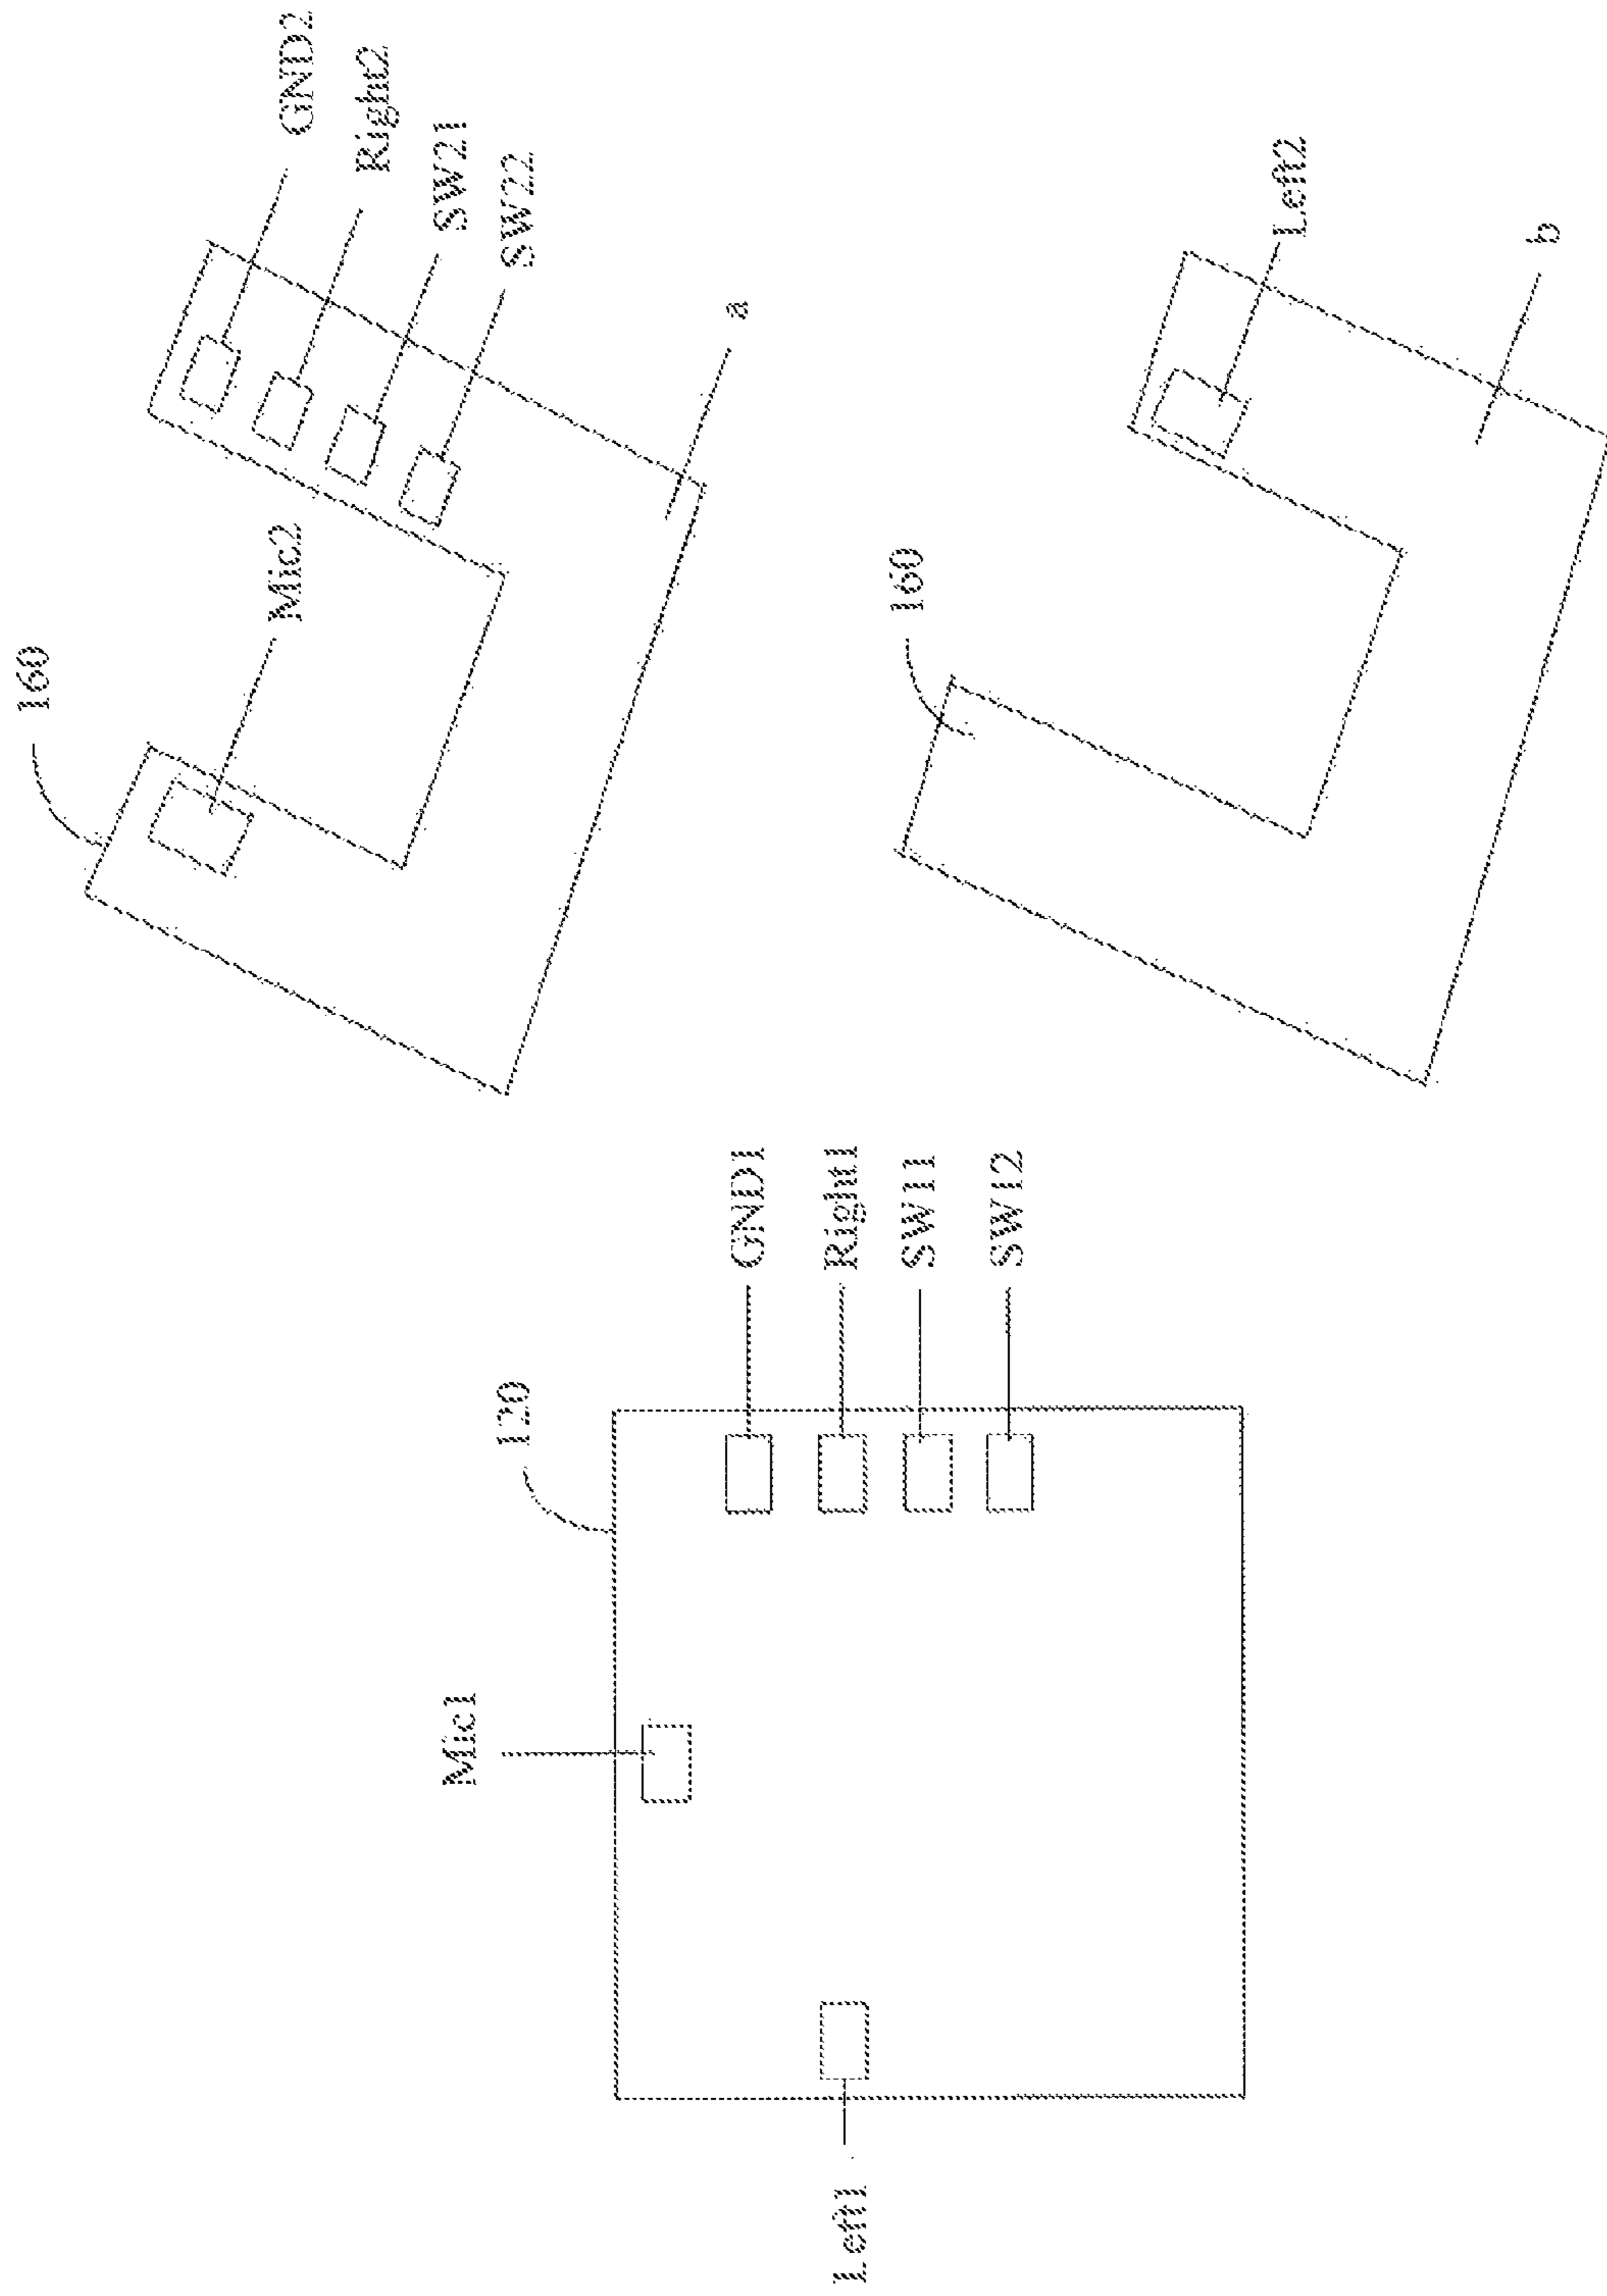 160
Mic2
GND2
Right2
SW21
SW22
a
160
Left2
b
120
Mic1
GND1
Right1
SW11
SW12
Left1